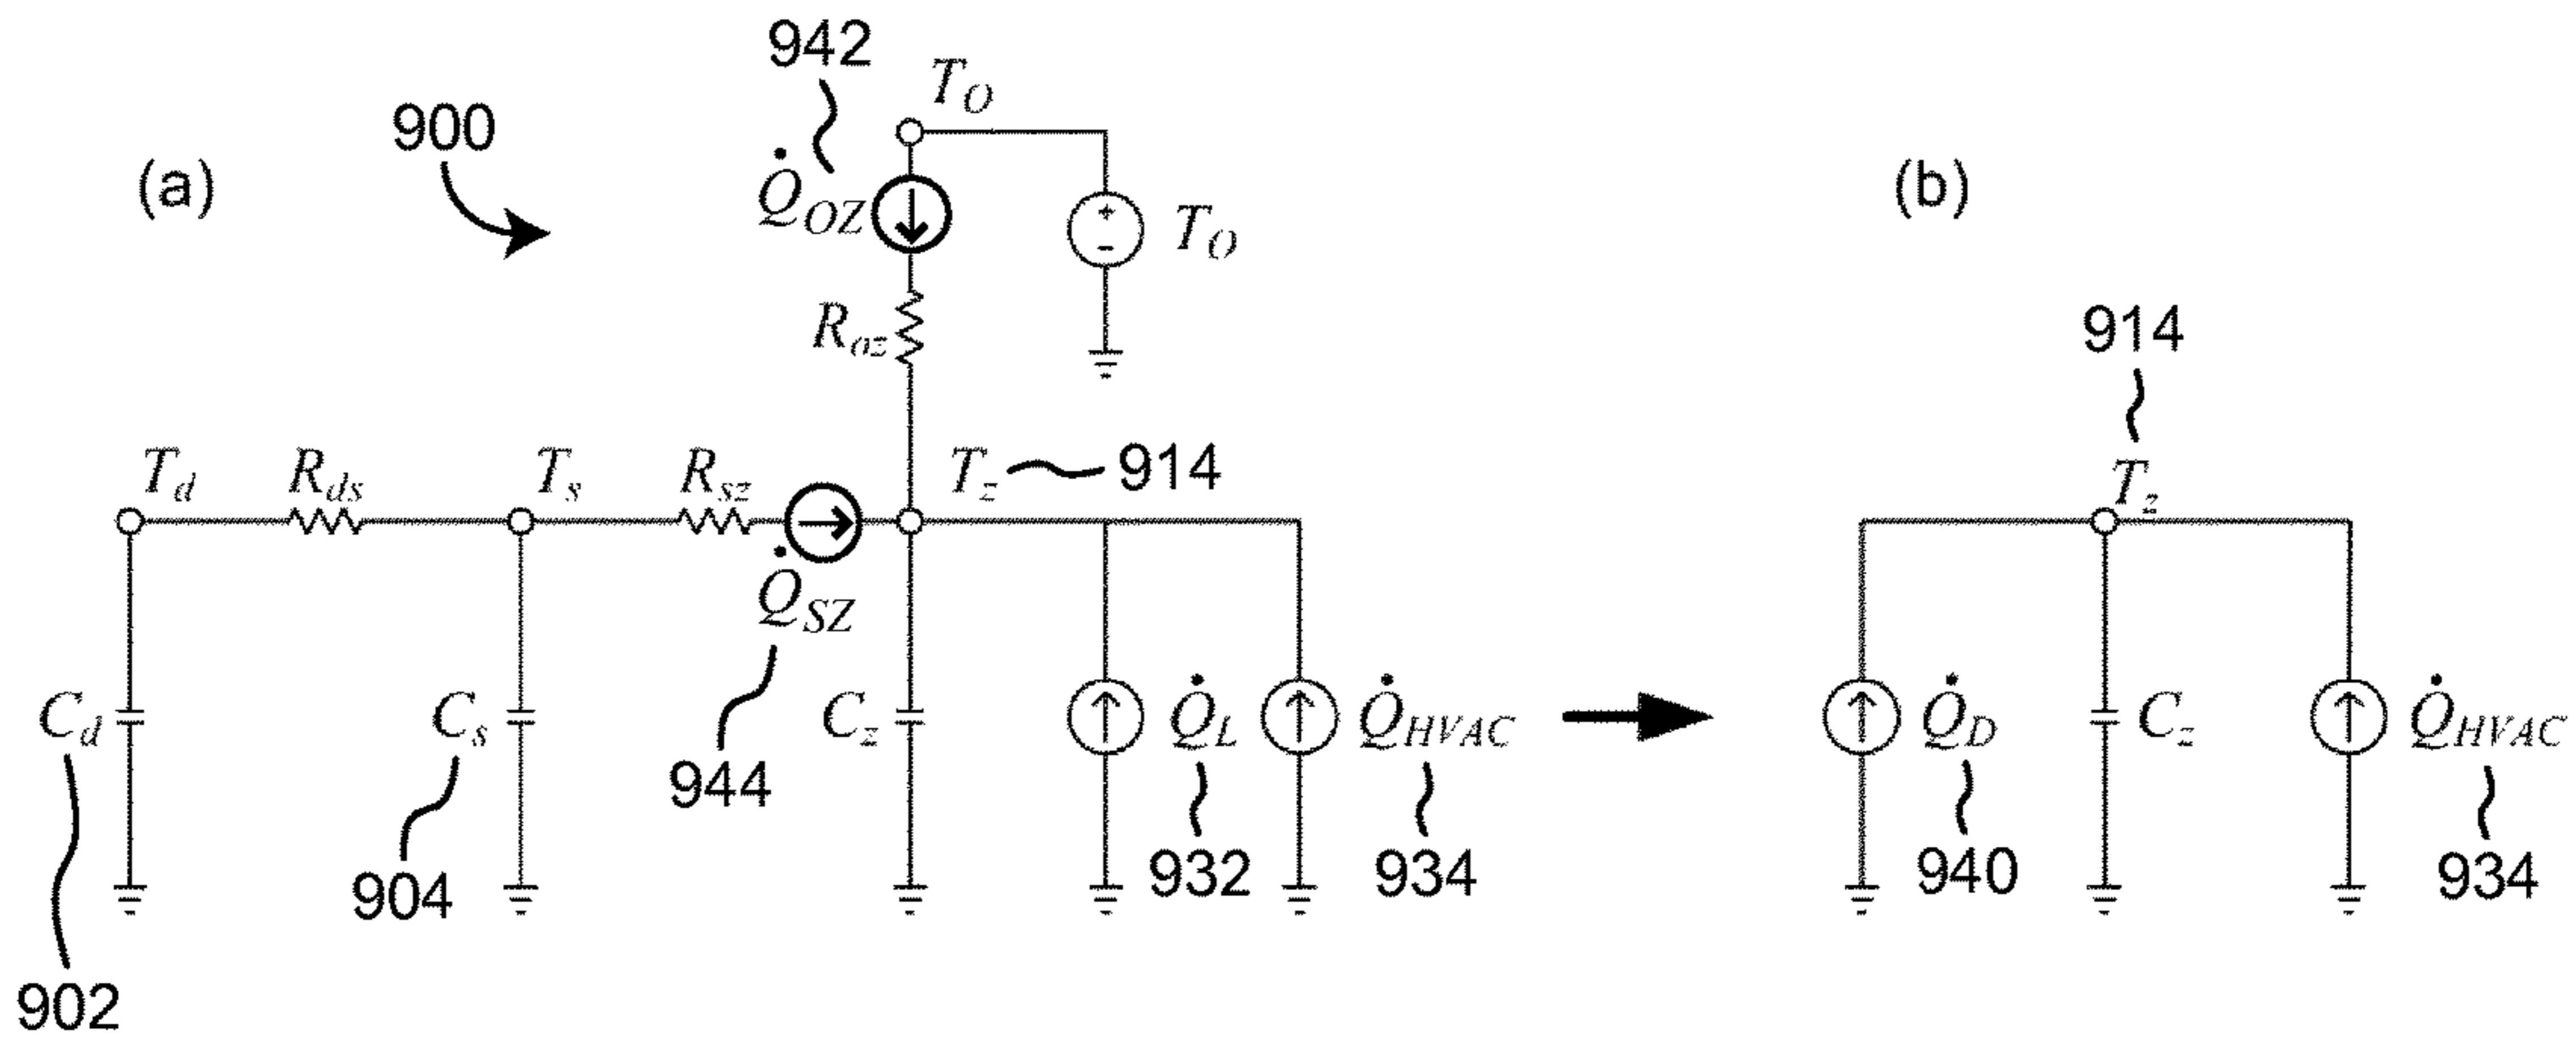 942
T_O
900
(a)
(b)
Q̇_OZ
T_O
+
-
R_oz
914
T_d
R_ds
T_s
R_sz
T_z
914
T_z
Q̇_SZ
C_d
C_s
C_z
Q̇_L
Q̇_HVAC
Q̇_D
C_z
Q̇_HVAC
944
932
934
940
934
904
902